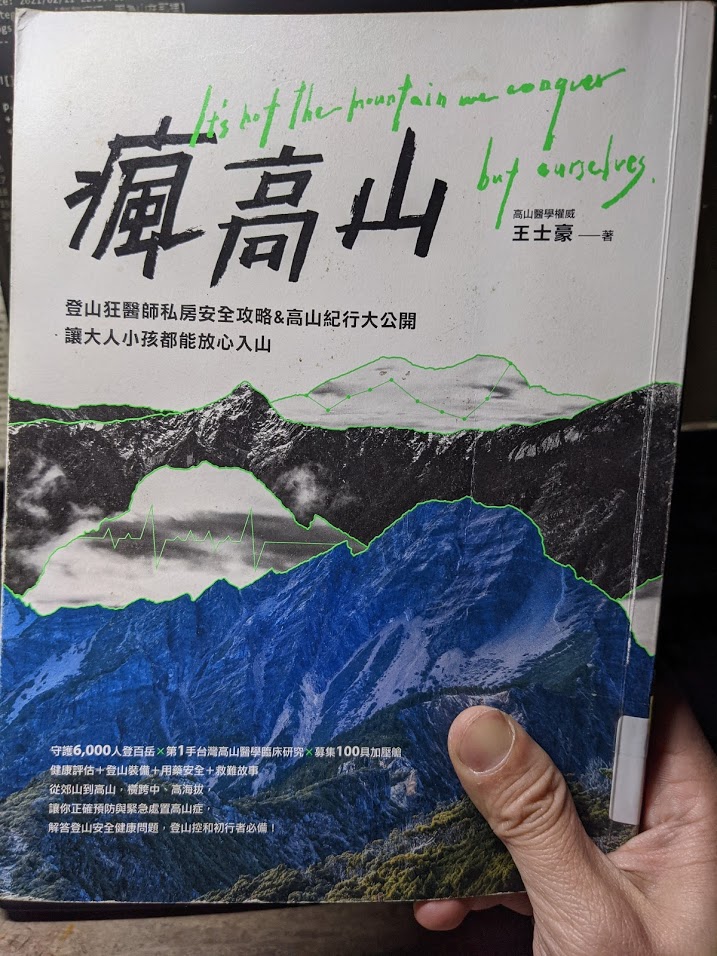 It's not the mountain we conquer
but ourselves.
瘋高山
高山醫學權威
王士豪──著
登山狂醫師私房安全攻略&高山紀行大公開
讓大人小孩都能放心入山
守護6,000人登百岳×第1手台灣高山醫學臨床研究×募集100具加壓艙
健康評估+登山裝備+用藥安全+救難故事
從郊山到高山,橫跨中、高海拔,
讓你正確預防與緊急處置高山症,
解答登山安全健康問題,登山控和初行者必備!